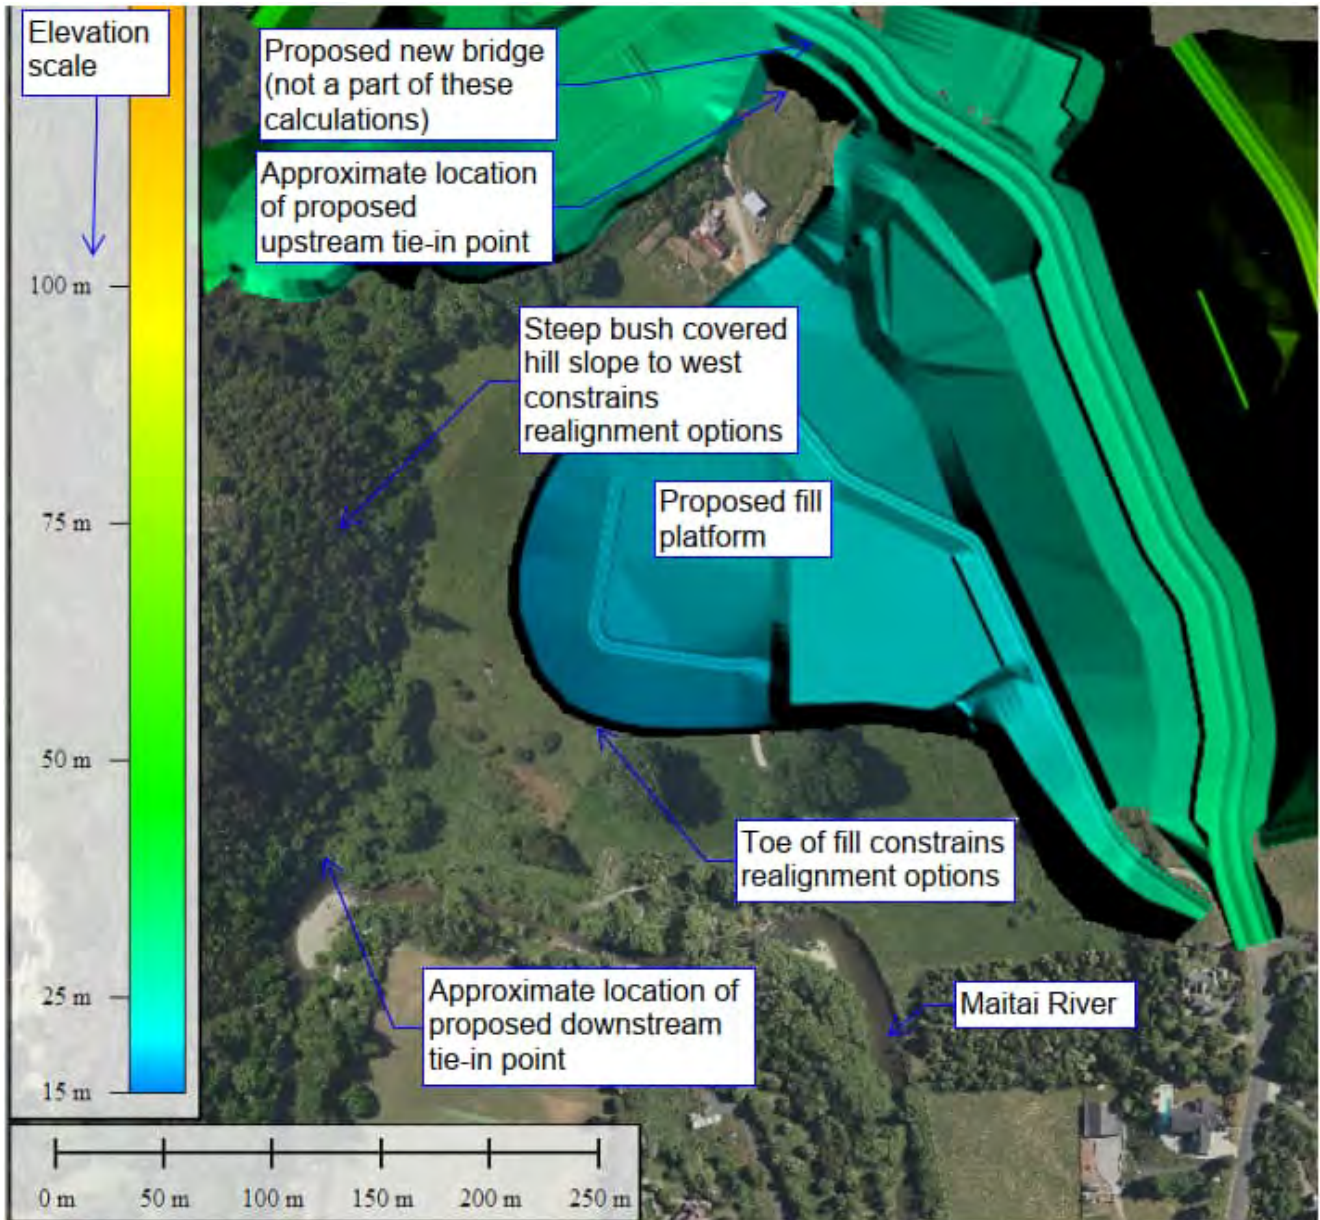 Elevation
scale
Proposed new bridge
(not a part of these
calculations)
Approximate location
of proposed
upstream tie-in point
100 m
Steep bush covered
hill slope to west
constrains
realignment options
75 m
Proposed fill
platform
50 m
Toe of fill constrains
realignment options
25 m
Approximate location of
proposed downstream
tie-in point
Maitai River
15 m
0 m 50 m 100 m 150 m 200 m 250 m